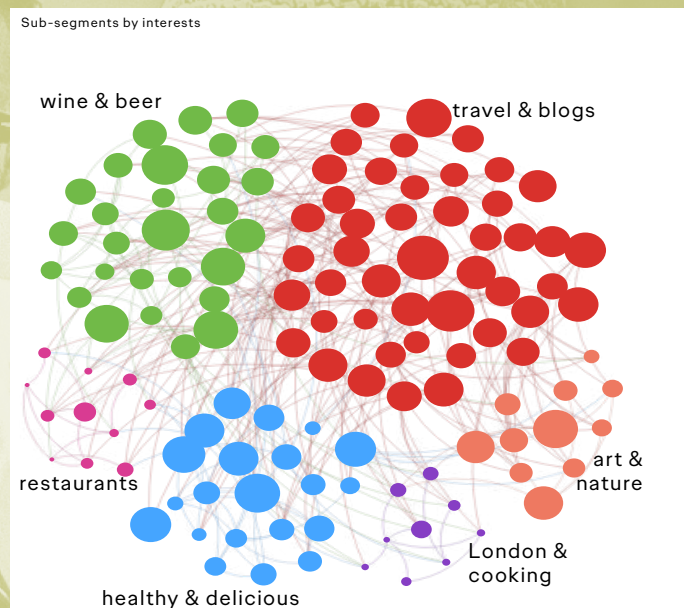 Sub-segments by interests
wine & beer
travel & blogs
restaurants
art &
nature
London &
cooking
healthy & delicious